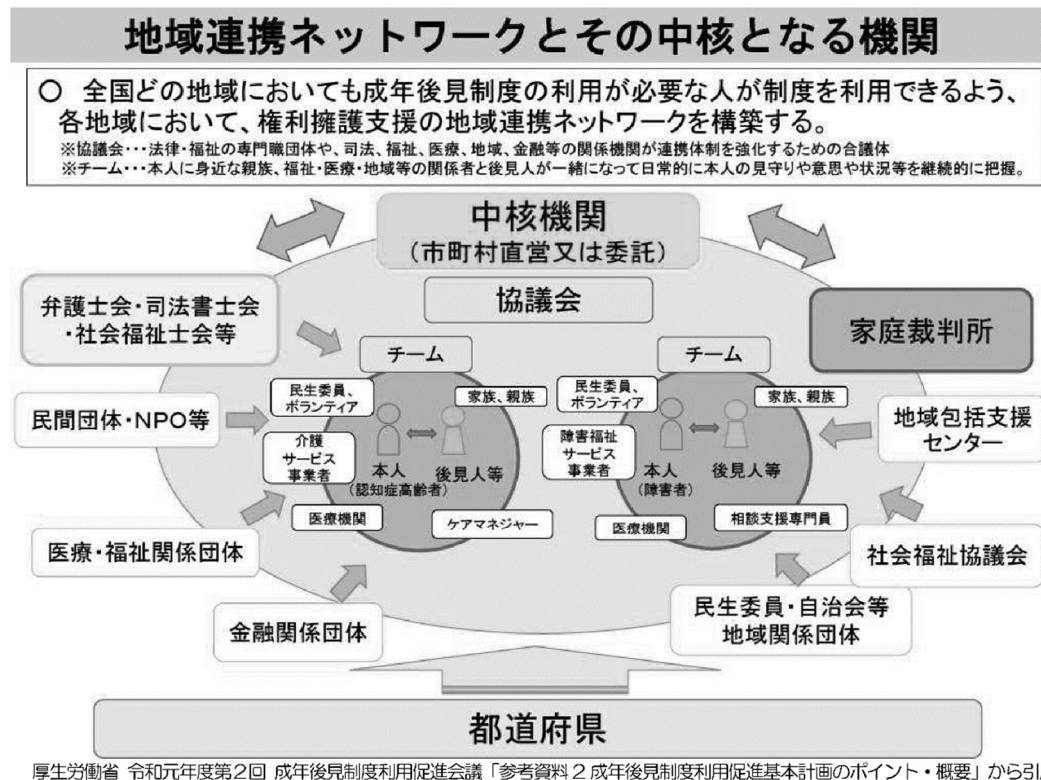 地域連携ネットワークとその中核となる機関
○ 全国どの地域においても成年後見制度の利用が必要な人が制度を利用できるよう、
各地域において、権利擁護支援の地域連携ネットワークを構築する。
※協議会・・・法律・福祉の専門職団体や、司法、福祉、医療、地域、金融等の関係機関が連携体制を強化するための合議体
※チーム・・・本人に身近な親族、福祉・医療・地域等の関係者と後見人が一緒になって日常的に本人の見守りや意思や状況等を継続的に把握。
中核機関
(市町村直営又は委託)
協議会
弁護士会・司法書士会
・社会福祉士会等
家庭裁判所
チーム
民生委員、
ボランティア
家族、親族
介護
サービス
事業者
本人
(認知症高齢者)
後見人等
医療機関
ケアマネジャー
チーム
民生委員、
ボランティア
家族、親族
障害福祉
サービス
事業者
本人
(障害者)
後見人等
医療機関
相談支援専門員
民間団体・NPO等
地域包括支援
センター
医療・福祉関係団体
社会福祉協議会
金融関係団体
民生委員・自治会等
地域関係団体
都道府県
厚生労働省 令和元年度第2回 成年後見制度利用促進会議「参考資料2 成年後見制度利用促進基本計画のポイント・概要」から引